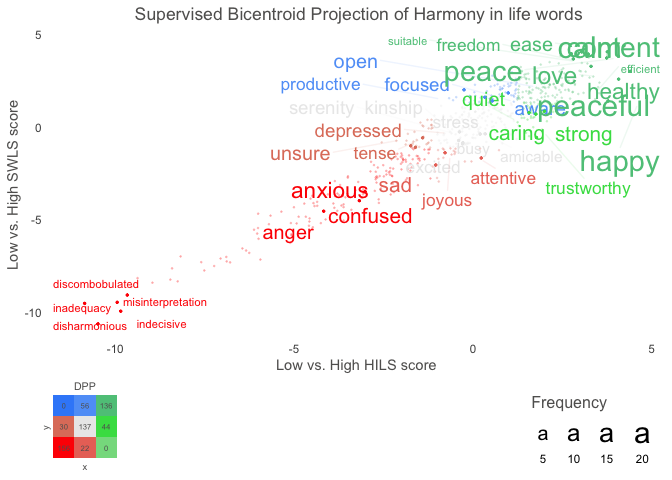 Supervised Bicentroid Projection of Harmony in life words
5
0
-5
-10
Low vs. High SWLS score
suitable
freedom
ease
calm
open
efficient
peace
love
productive
focused
healthy
quiet
aware
peaceful
serenity
kinship
stress
depressed
caring
strong
unsure
tense
busy
amicable
happy
excited
attentive
anxious
sad
joyous
trustworthy
confused
anger
discombobulated
inadequacy
misinterpretation
disharmonious
indecisive
-10
-5
0
5
Low vs. High HILS score
DPP
56
136
30
137
44
22
0
y
x
Frequency
a a a a
5 10 15 20